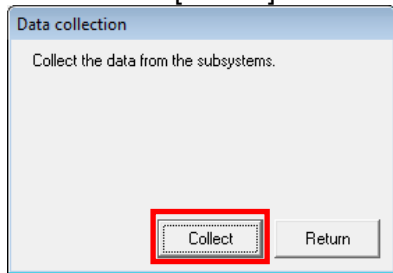 Data collection
Collect the data from the subsystems.
Collect Return